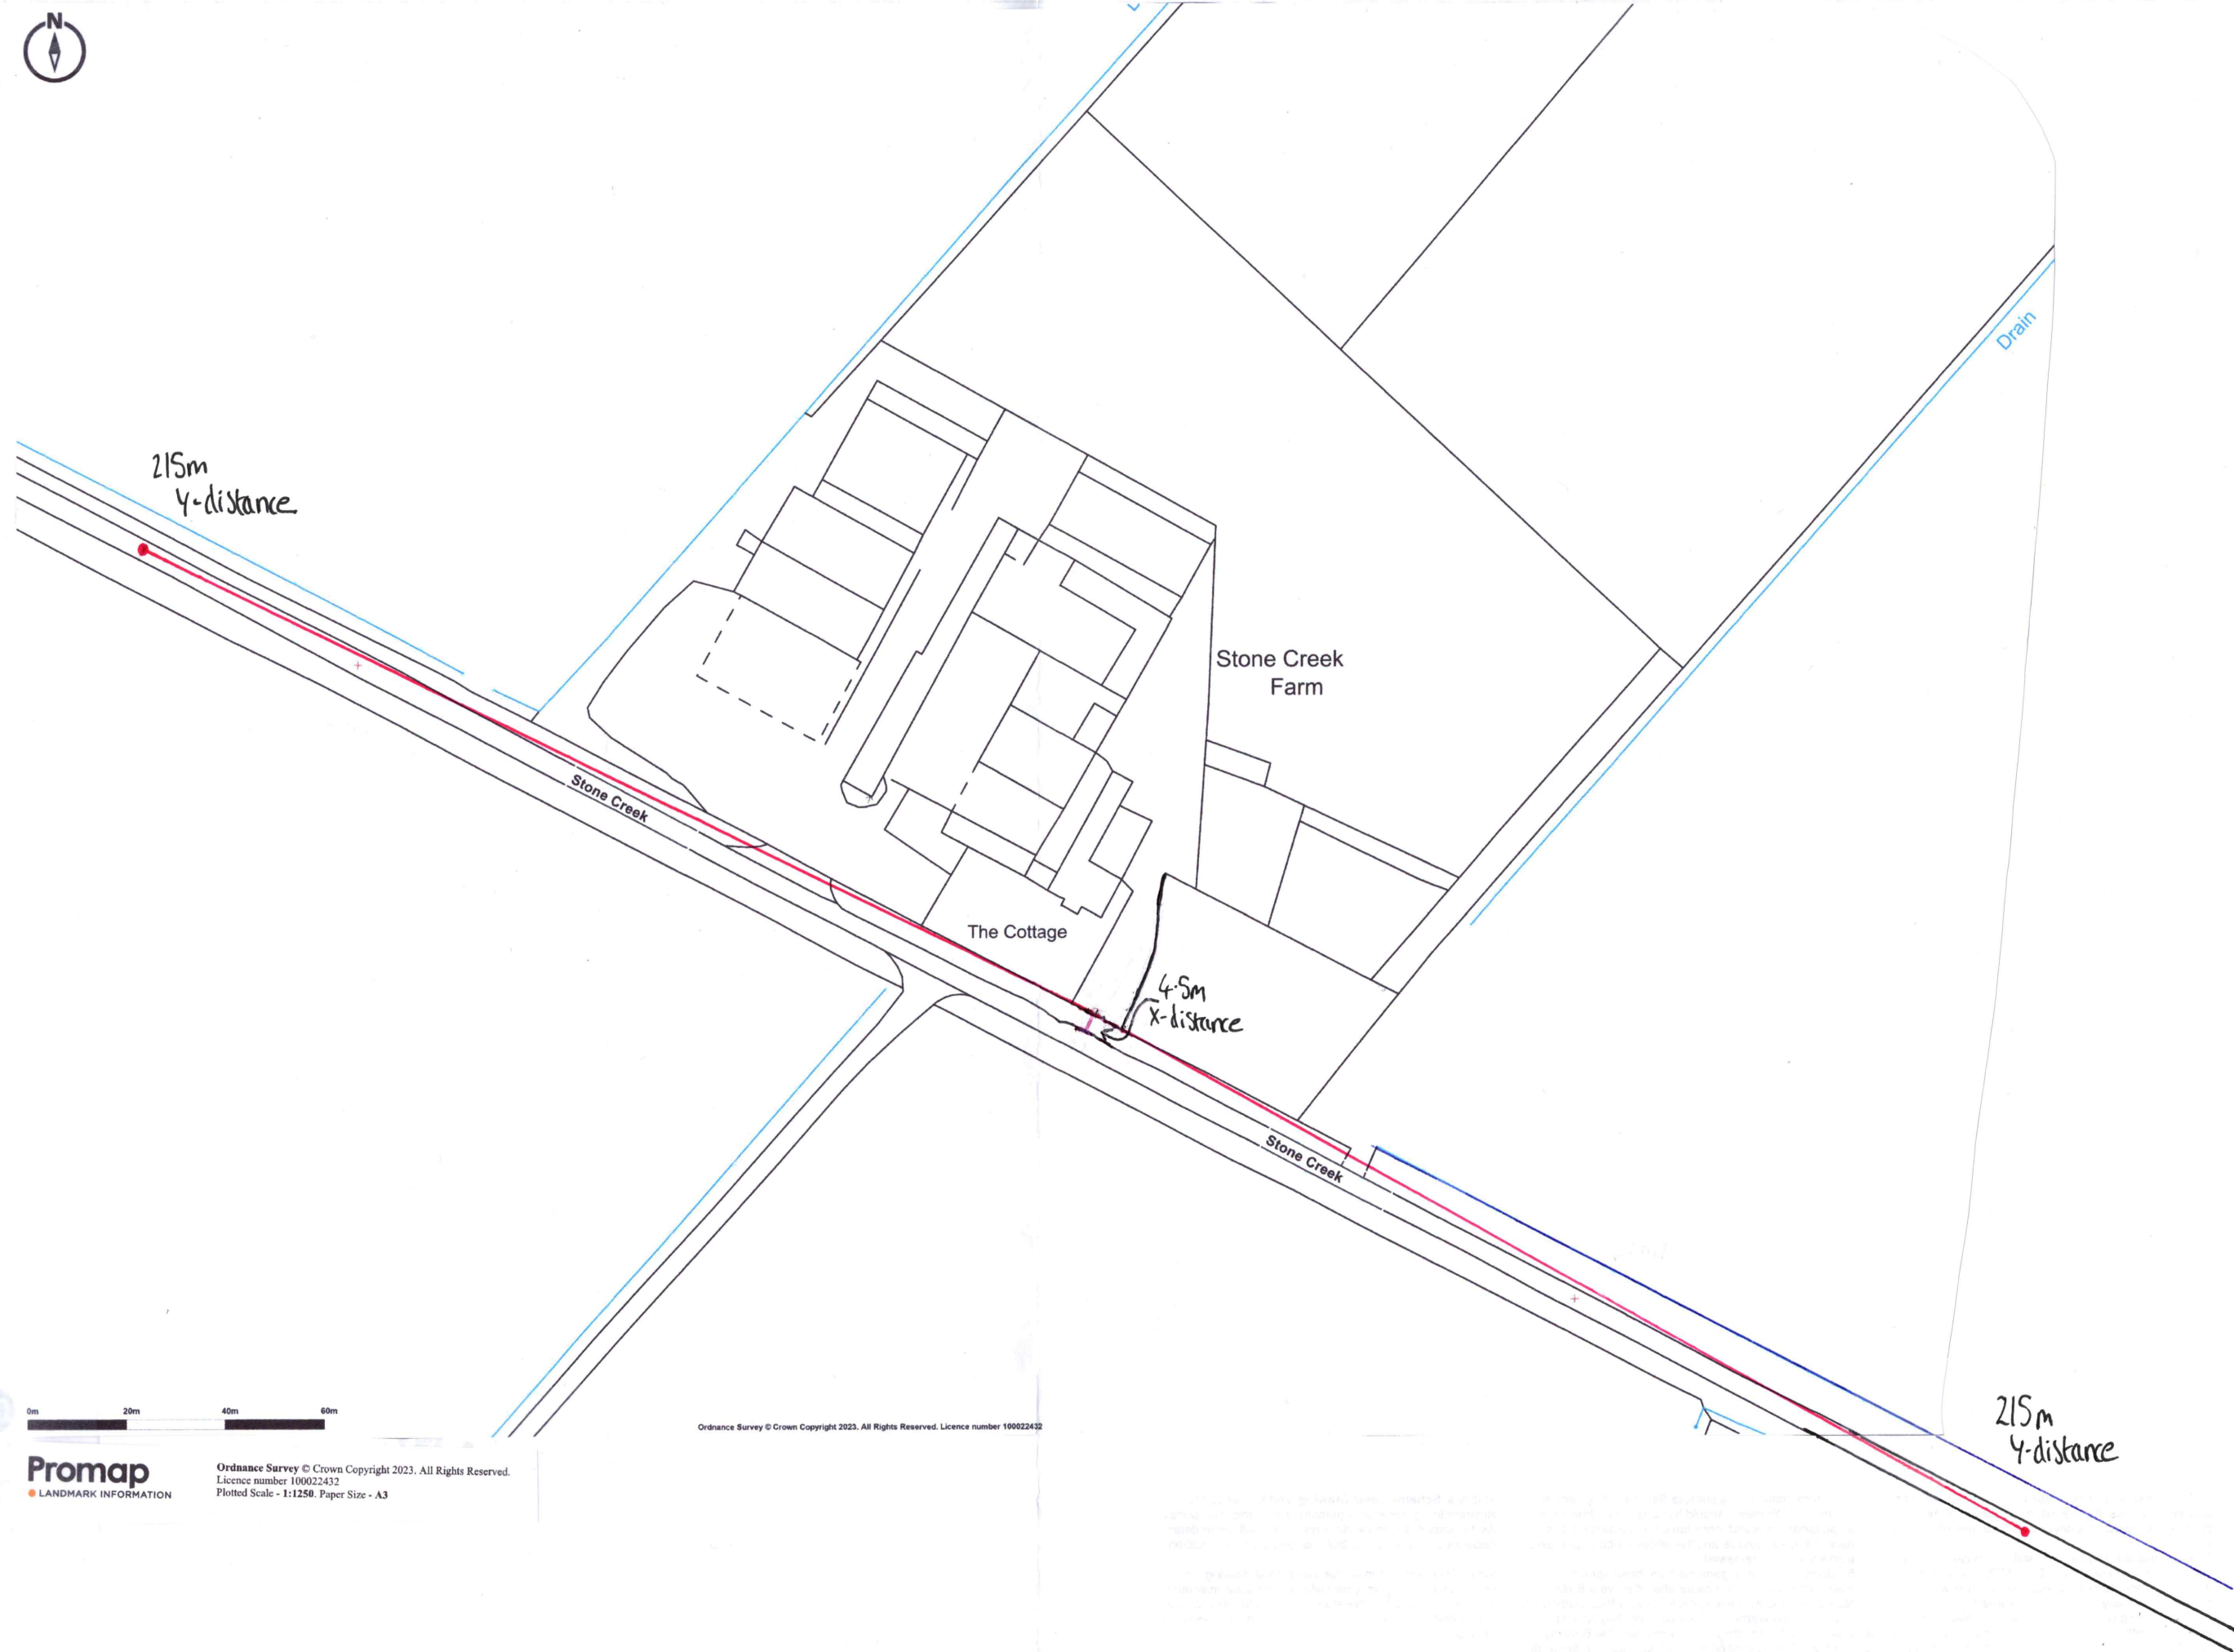 N
215m
Y-distance
Drain
Stone Creek
Farm
Stone Creek
The Cottage
4.5m
X-distance
Stone Creek
215m
Y-distance
0m 20m 40m 60m
Ordnance Survey © Crown Copyright 2023. All Rights Reserved. Licence number 100022432
Promap
LANDMARK INFORMATION
Ordnance Survey © Crown Copyright 2023. All Rights Reserved.
Licence number 100022432
Plotted Scale - 1:1250. Paper Size - A3